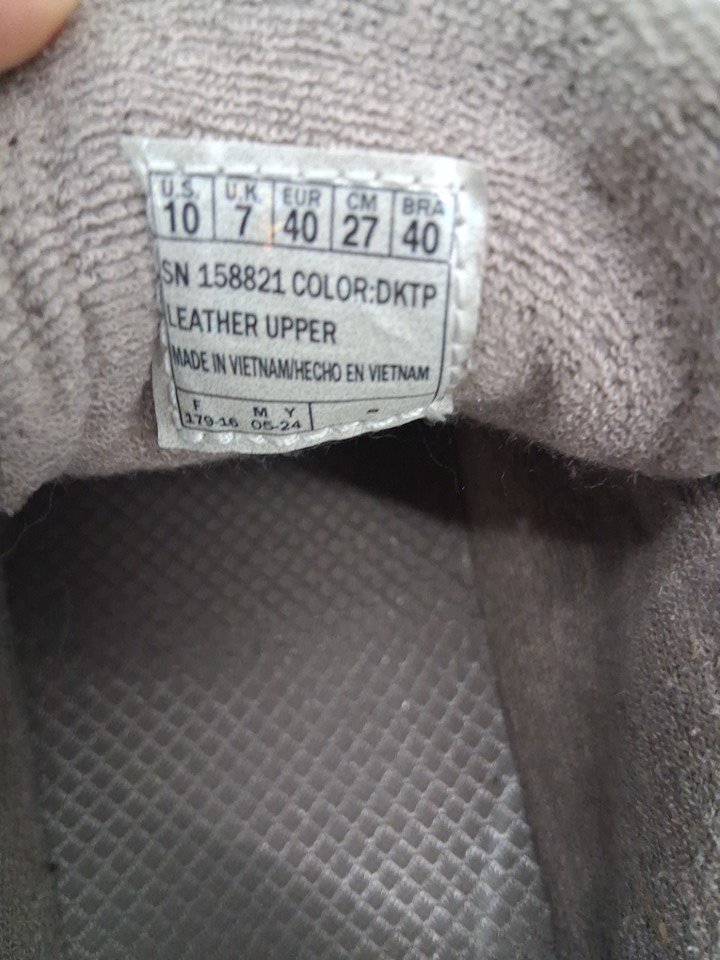 U.S. U.K. EUR CM BRA
10 7 40 27 40
SN 158821 COLOR:DKTP
LEATHER UPPER
MADE IN VIETNAM/HECHO EN VIETNAM
F M Y -
179-16 05-24